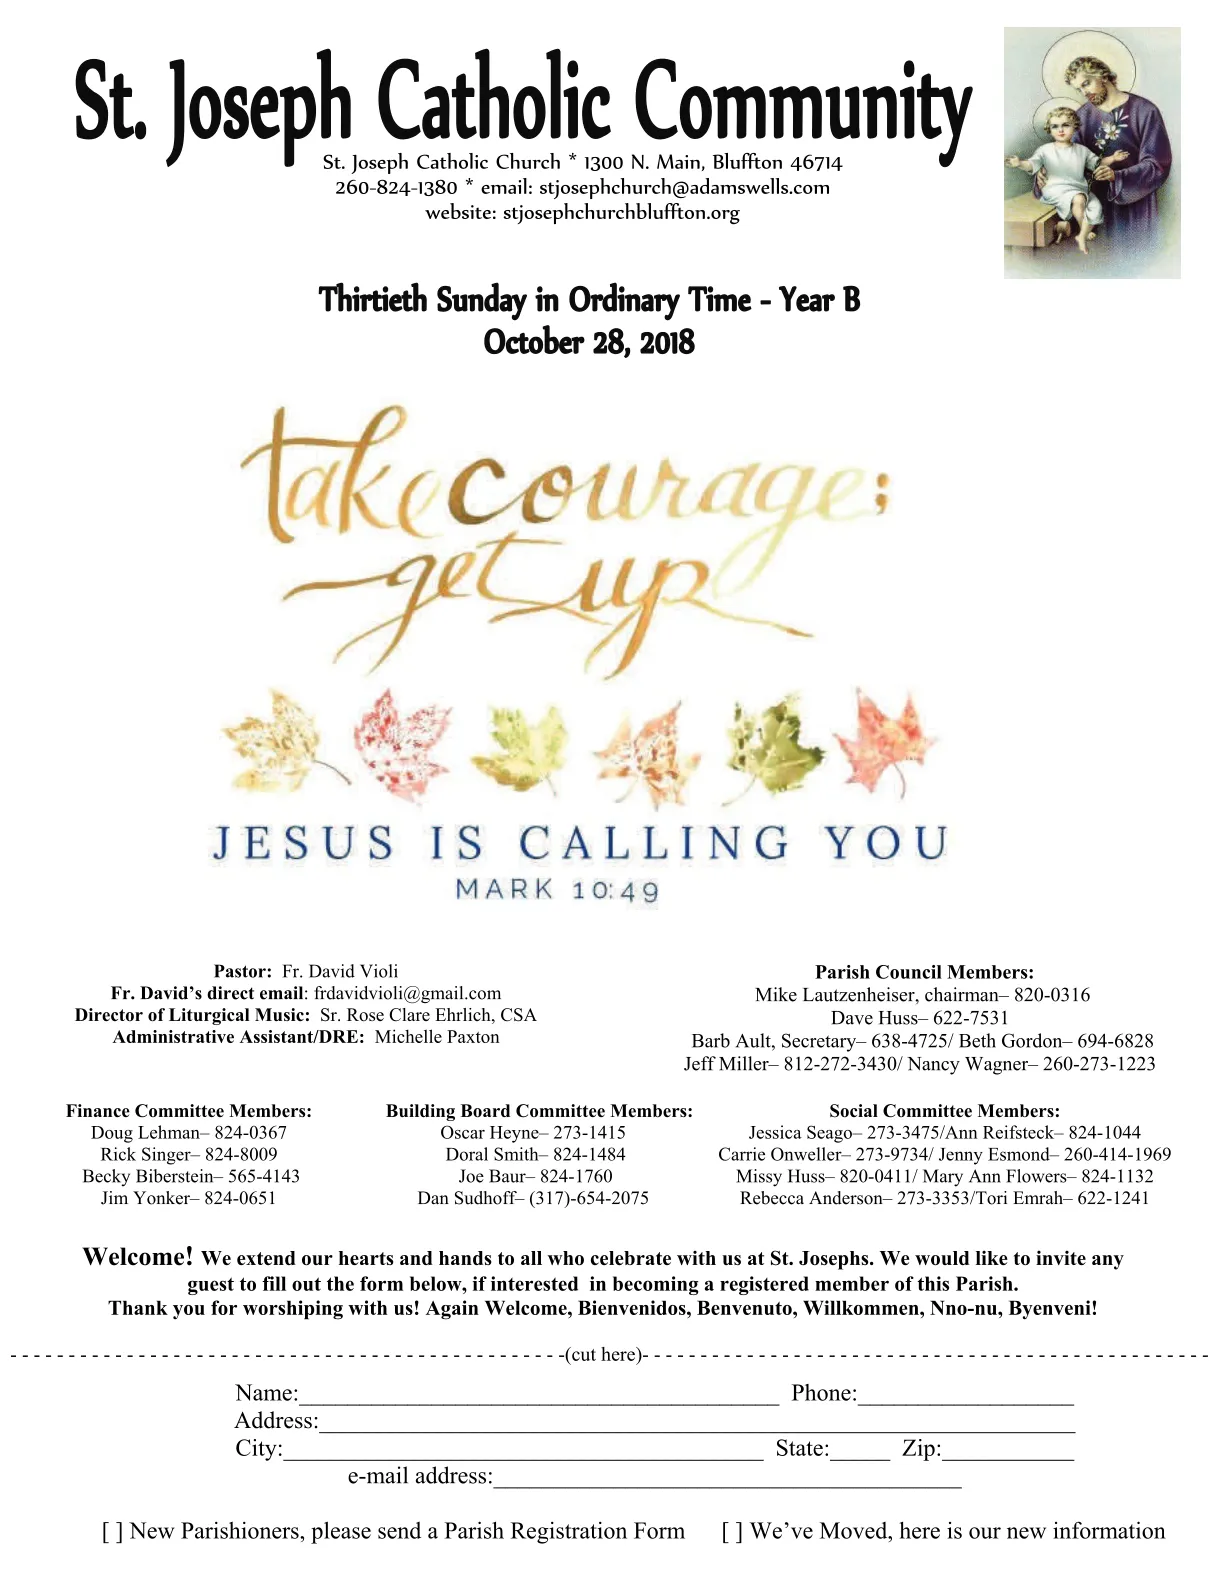 St. Joseph Catholic Community
St. Joseph Catholic Church * 1300 N. Main, Bluffton 46714
260-824-1380 * email: stjosephchurch@adamswells.com
website: stjosephchurchbluffton.org
Thirtieth Sunday in Ordinary Time - Year B
October 28, 2018
take courage;
get up
JESUS IS CALLING YOU
MARK 10:49
Pastor: Fr. David Violi
Fr. David’s direct email: frdavidvioli@gmail.com
Director of Liturgical Music: Sr. Rose Clare Ehrlich, CSA
Administrative Assistant/DRE: Michelle Paxton
Parish Council Members:
Mike Lautzenheiser, chairman– 820-0316
Dave Huss– 622-7531
Barb Ault, Secretary– 638-4725/ Beth Gordon– 694-6828
Jeff Miller– 812-272-3430/ Nancy Wagner– 260-273-1223
Finance Committee Members:
Doug Lehman– 824-0367
Rick Singer– 824-8009
Becky Biberstein– 565-4143
Jim Yonker– 824-0651
Building Board Committee Members:
Oscar Heyne– 273-1415
Doral Smith– 824-1484
Joe Baur– 824-1760
Dan Sudhoff– (317)-654-2075
Social Committee Members:
Jessica Seago– 273-3475/Ann Reifsteck– 824-1044
Carrie Onweller– 273-9734/ Jenny Esmond– 260-414-1969
Missy Huss– 820-0411/ Mary Ann Flowers– 824-1132
Rebecca Anderson– 273-3353/Tori Emrah– 622-1241
Welcome! We extend our hearts and hands to all who celebrate with us at St. Josephs. We would like to invite any
guest to fill out the form below, if interested in becoming a registered member of this Parish.
Thank you for worshiping with us! Again Welcome, Bienvenidos, Benvenuto, Willkommen, Nno-nu, Byenveni!
- - - - - - - - - - - - - - - - - - - - - - - - - - - - - - - - - - - - - - - - - - - - - - - -(cut here)- - - - - - - - - - - - - - - - - - - - - - - - - - - - - - - - - - - - - - - - - - - - - - - - -
Name:________________________________________ Phone:__________________
Address:_______________________________________________________________
City:________________________________________ State:_____ Zip:___________
e-mail address:_______________________________________
[ ] New Parishioners, please send a Parish Registration Form [ ] We’ve Moved, here is our new information